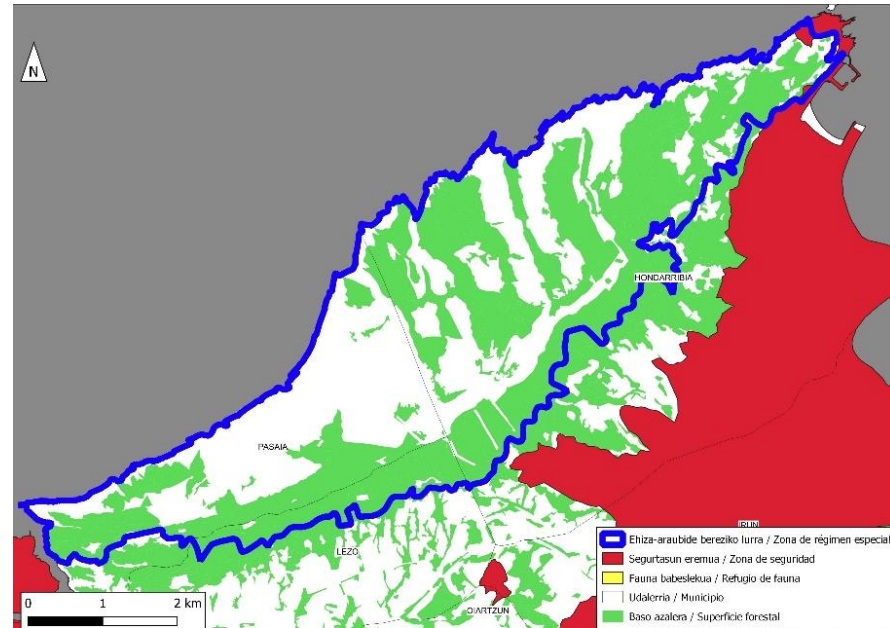 N
HONDARRIBIA
PASAIA
LEZO
IRUN
OIARTZUN
0 1 2 km
Ehiza-araubide bereziko lurra / Zona de régimen especial
Segurtasun eremua / Zona de seguridad
Fauna babeslekua / Refugio de fauna
Udalerria / Municipio
Baso azalera / Superficie forestal